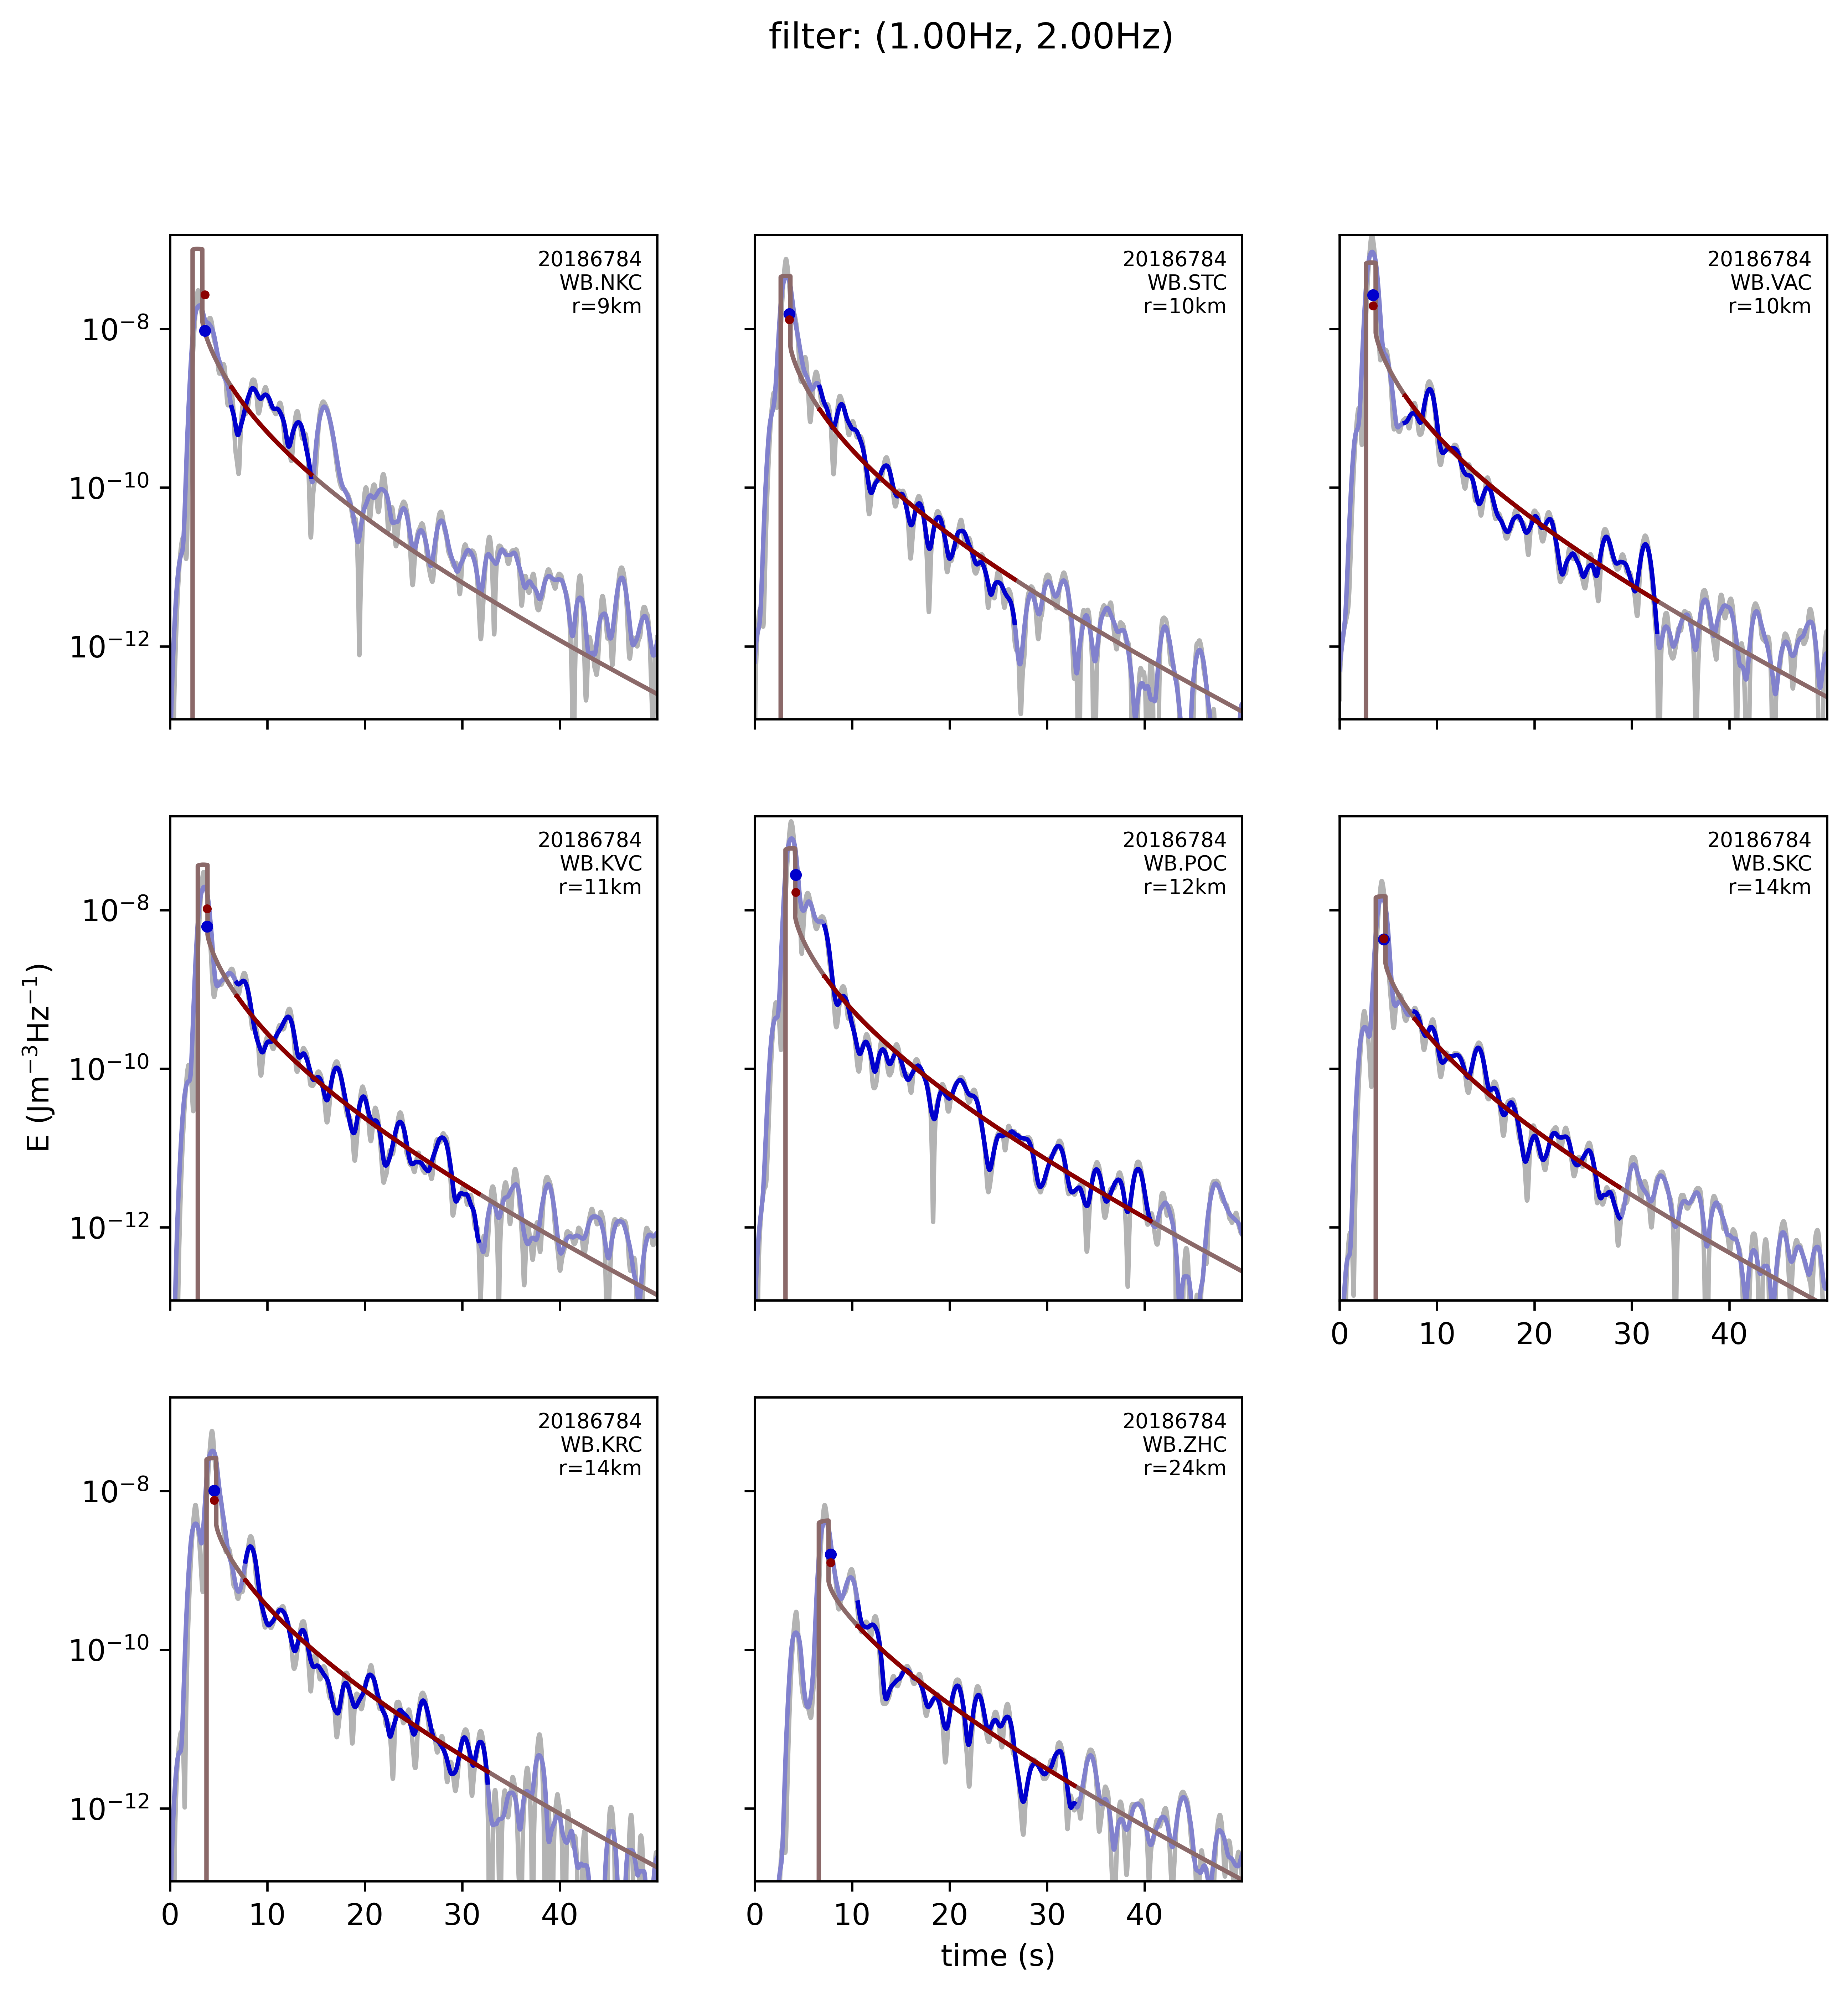 filter: (1.00Hz, 2.00Hz)
20186784
WB.NKC
r=9km
20186784
WB.STC
r=10km
20186784
WB.VAC
r=10km
10⁻⁸
10⁻¹⁰
10⁻¹²
20186784
WB.KVC
r=11km
20186784
WB.POC
r=12km
20186784
WB.SKC
r=14km
10⁻⁸
10⁻¹⁰
10⁻¹²
E (Jm⁻³Hz⁻¹)
0 10 20 30 40
20186784
WB.KRC
r=14km
20186784
WB.ZHC
r=24km
10⁻⁸
10⁻¹⁰
10⁻¹²
0 10 20 30 40
0 10 20 30 40
time (s)